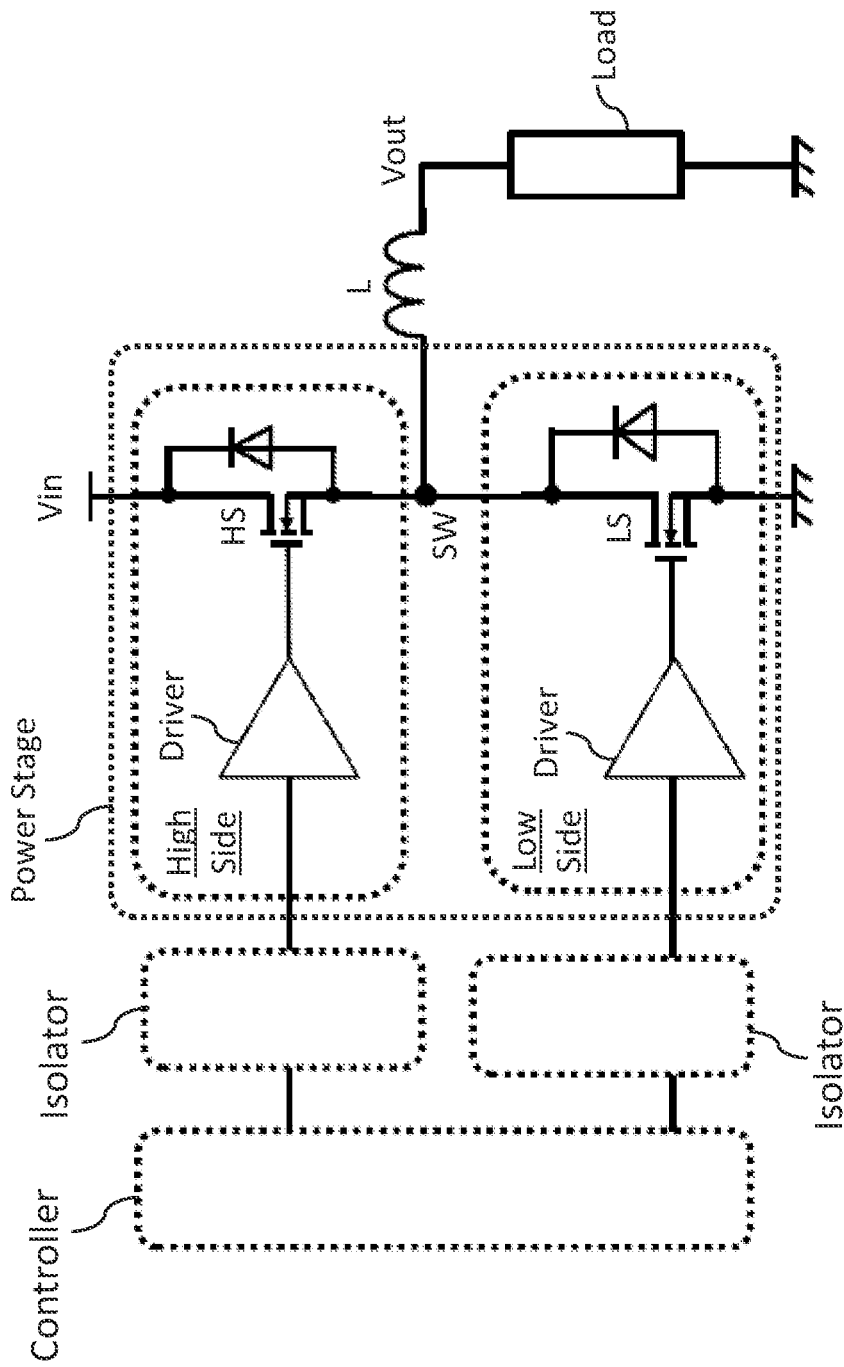 Controller
Isolator
Isolator
Power Stage
High
Side
Driver
HS
Vin
SW
Low
Side
Driver
LS
L
Vout
Load